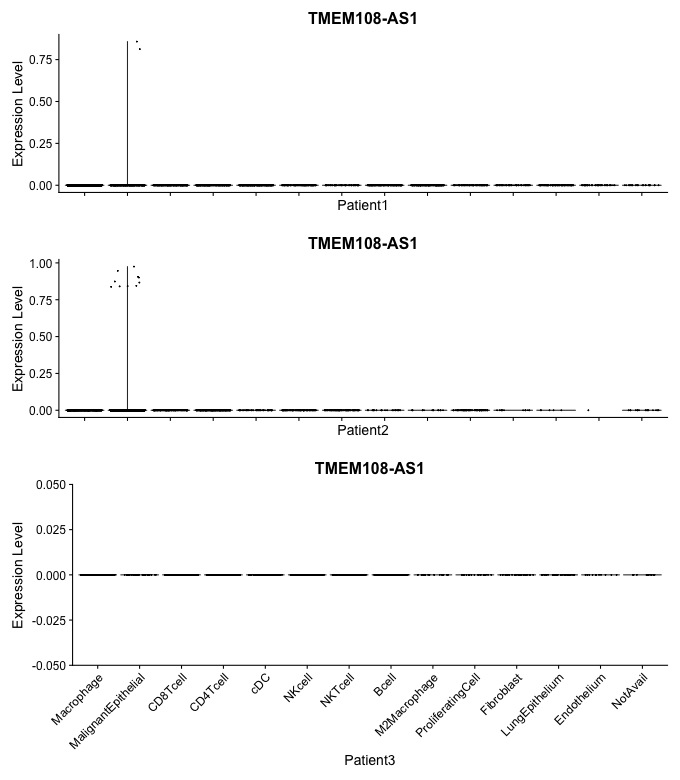 TMEM108-AS1
Expression Level
0.75
0.50
0.25
0.00
Patient1
TMEM108-AS1
Expression Level
1.00
0.75
0.50
0.25
0.00
Patient2
TMEM108-AS1
Expression Level
0.050
0.025
0.000
-0.025
-0.050
Macrophage
MalignantEpithelial
CD8Tcell
CD4Tcell
cDC
NKcell
NKTcell
Bcell
M2Macrophage
ProliferatingCell
Fibroblast
LungEpithelium
Endothelium
NotAvail
Patient3